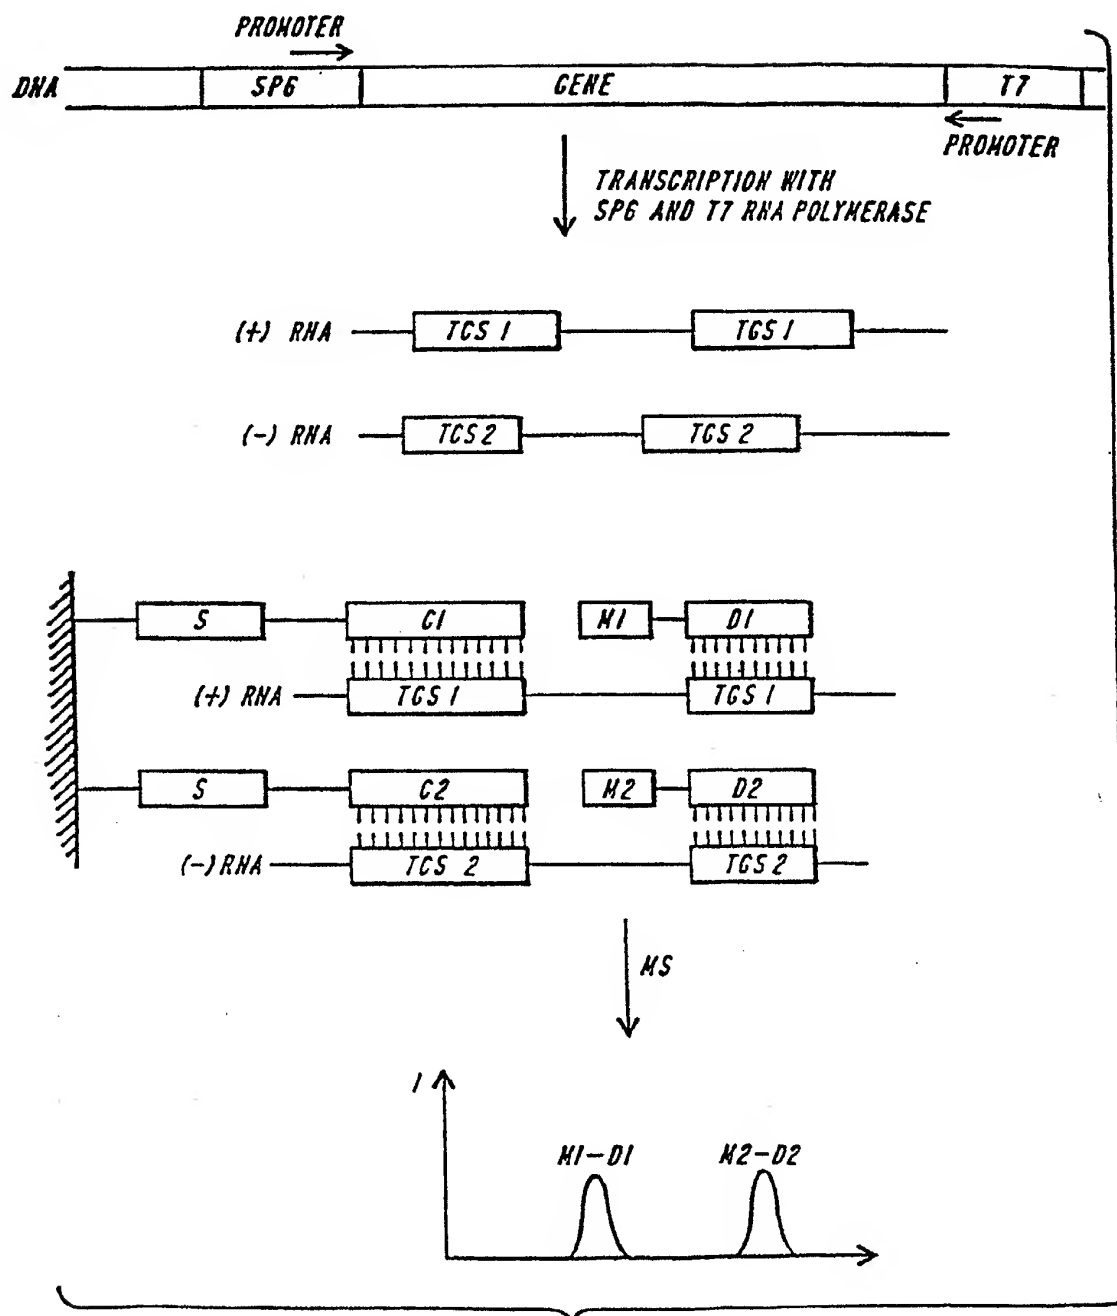 PROMOTER
DNA SP6 GENE T7
PROMOTER
TRANSCRIPTION WITH
SP6 AND T7 RNA POLYMERASE
(+) RNA TCS 1 TCS 1
(-) RNA TCS 2 TCS 2
S C1 M1 D1
(+) RNA TCS 1 TCS 1
S C2 M2 D2
(-) RNA TCS 2 TCS 2
MS
I
M1-D1 M2-D2